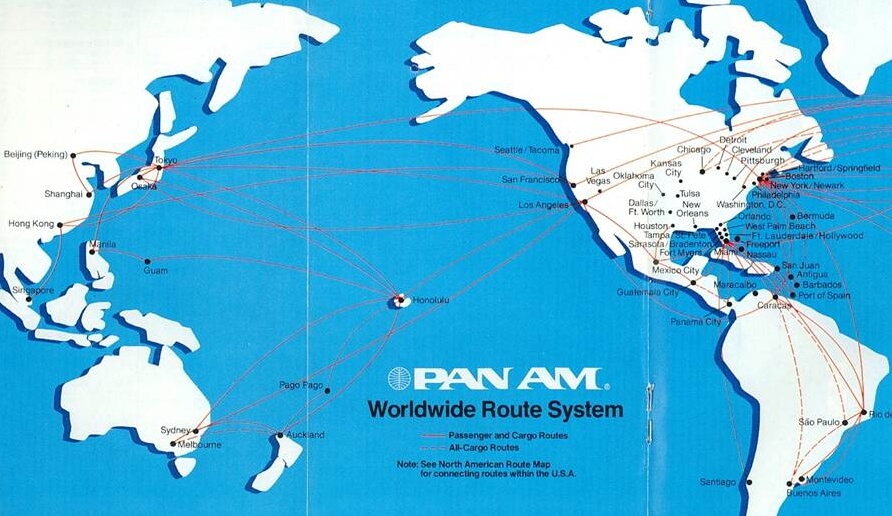 Beijing (Peking)
Tokyo
Osaka
Shanghai
Hong Kong
Manila
Guam
Singapore
Honolulu
Pago Pago
Sydney
Melbourne
Auckland
Seattle/Tacoma
San Francisco
Los Angeles
Las
Vegas
Oklahoma
City
Kansas
City
Chicago
Detroit
Cleveland
Pittsburgh
Hartford/Springfield
Boston
New York/Newark
Philadelphia
Washington, D.C.
Tulsa
Dallas/
Ft. Worth
New
Orleans
Houston
Orlando
West Palm Beach
Ft. Lauderdale/Hollywood
Tampa/St. Pete
Sarasota/Bradenton
Fort Myers
Miami
Freeport
Nassau
Bermuda
Mexico City
Guatemala City
Panama City
Maracaibo
Caracas
San Juan
Antigua
Barbados
Port of Spain
PAN AM®
Worldwide Route System
Passenger and Cargo Routes
All-Cargo Routes
Note: See North American Route Map
for connecting routes within the U.S.A.
São Paulo
Rio de
Santiago
Montevideo
Buenos Aires